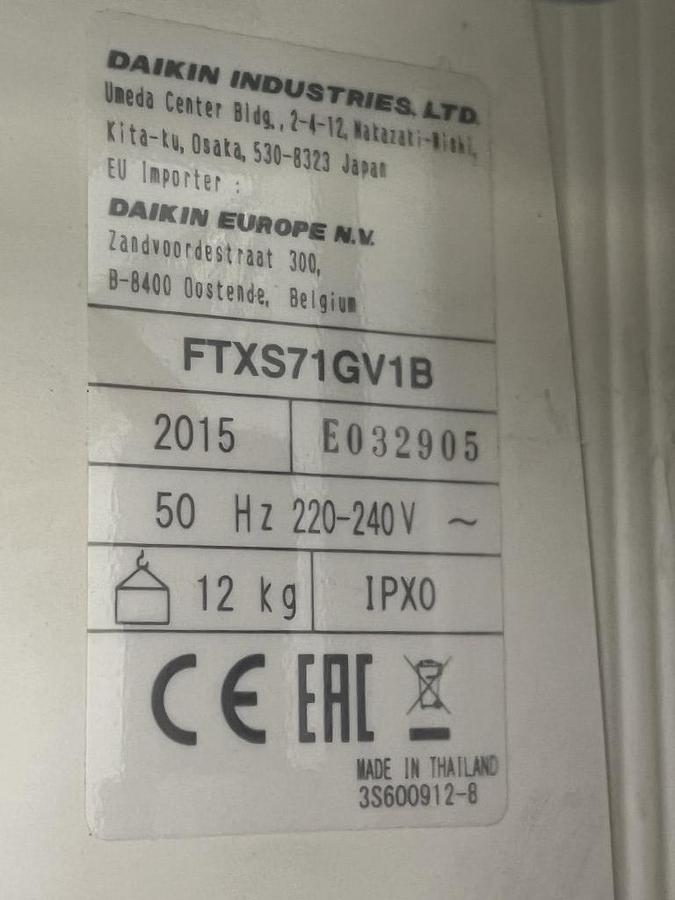 DAIKIN INDUSTRIES, LTD.
Umeda Center Bldg., 2-4-12, Nakazaki-Nishi,
Kita-ku, Osaka, 530-8323 Japan
EU Importer :
DAIKIN EUROPE N.V.
Zandvoordestraat 300,
B-8400 Oostende, Belgium
FTXS71GV1B
2015 E032905
50 Hz 220-240V ~
12 kg IPX0
CE EAC
MADE IN THAILAND
3S600912-8